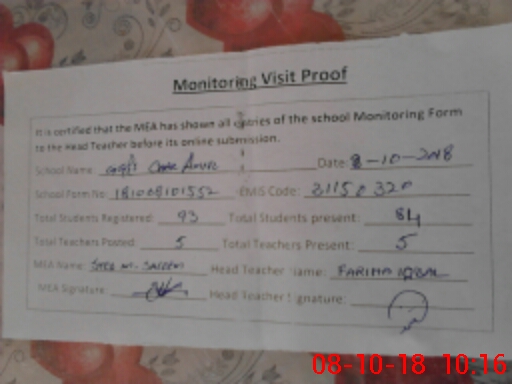 Monitoring Visit Proof
It is certified that the MEA has shown all entries of the school Monitoring Form
to the Head Teacher before its online submission.
School Name: Date: 8-10-2018
School Form No: 181008101552 EMIS Code: 31150320
Total Students Registered: 93 Total Students present: 84
Total Teachers Posted: 5 Total Teachers Present: 5
MEA Name: Head Teacher Name: FARIHA IQBAL
MEA Signature: Head Teacher Signature:
08-10-18 10:16